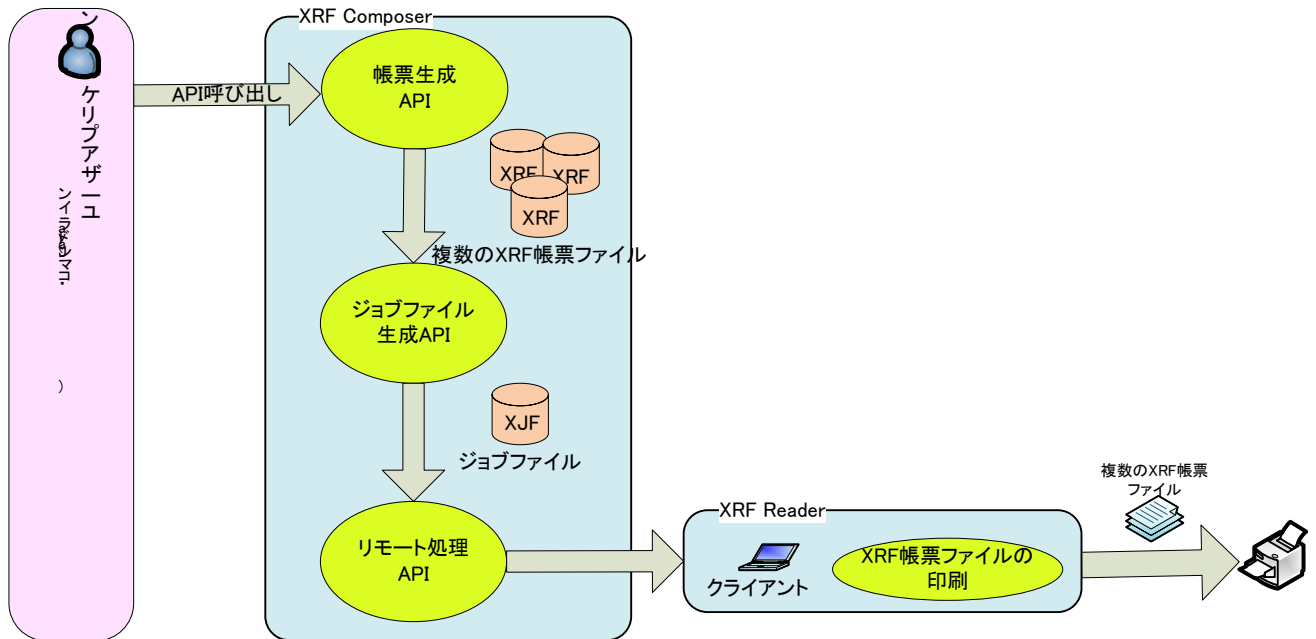 ン
ケリプアザーユ
API呼び出し
XRF Composer
帳票生成
API
XRF
XRF
XRF
複数のXRF帳票ファイル
ジョブファイル
生成API
XJF
ジョブファイル
リモート処理
API
XRF Reader
クライアント
XRF帳票ファイルの
印刷
複数のXRF帳票
ファイル